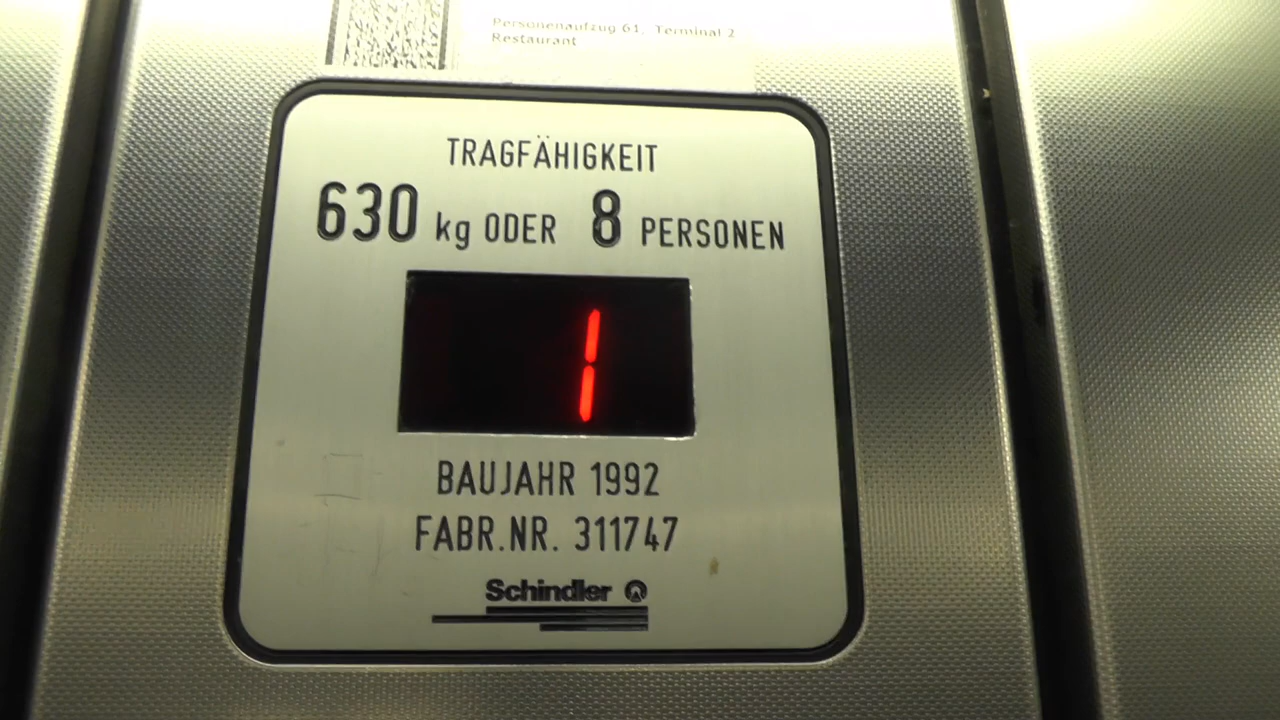 Personenaufzug 61, Terminal 2
Restaurant
TRAGFÄHIGKEIT
630 kg ODER 8 PERSONEN
1
BAUJAHR 1992
FABR.NR. 311747
Schindler